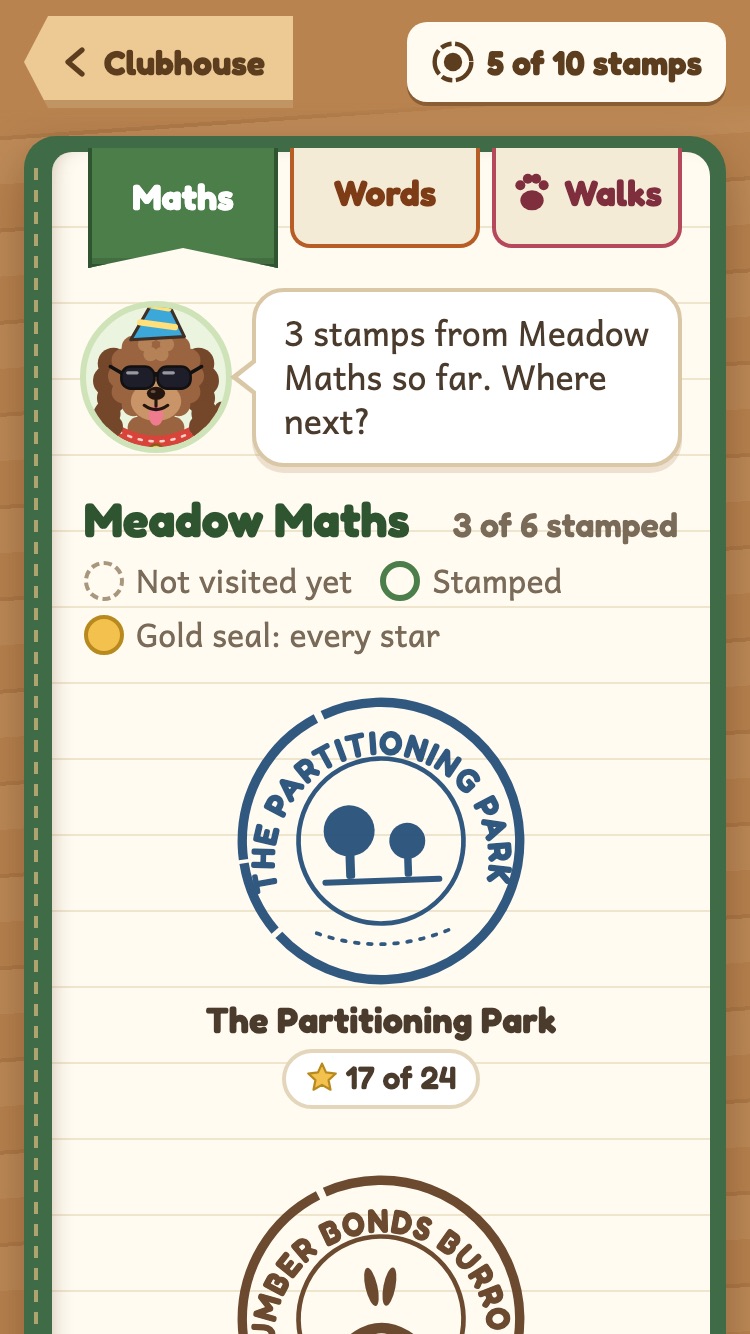 Clubhouse
5 of 10 stamps
Maths
Words
Walks
3 stamps from Meadow
Maths so far. Where
next?
Meadow Maths
3 of 6 stamped
Not visited yet
Stamped
Gold seal: every star
THE PARTITIONING PARK
The Partitioning Park
17 of 24
BONDS